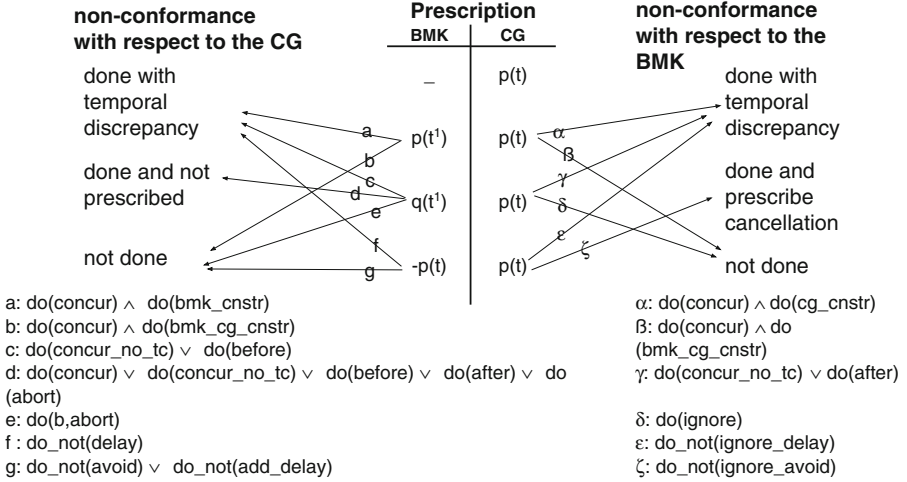 non-conformance
with respect to the CG
Prescription
BMK CG
non-conformance
with respect to the
BMK
done with
temporal
discrepancy
done and not
prescribed
not done
– p(t)
p(t¹) p(t)
q(t¹) p(t)
-p(t) p(t)
a
b
c
d
e
f
g
α
ß
γ
δ
ε
ζ
done with
temporal
discrepancy
done and
prescribe
cancellation
not done
a: do(concur) ∧ do(bmk_cnstr)
b: do(concur) ∧ do(bmk_cg_cnstr)
c: do(concur_no_tc) ∨ do(before)
d: do(concur) ∨ do(concur_no_tc) ∨ do(before) ∨ do(after) ∨ do
(abort)
e: do(b,abort)
f : do_not(delay)
g: do_not(avoid) ∨ do_not(add_delay)
α: do(concur) ∧ do(cg_cnstr)
ß: do(concur) ∧ do
(bmk_cg_cnstr)
γ: do(concur_no_tc) ∨ do(after)
δ: do(ignore)
ε: do_not(ignore_delay)
ζ: do_not(ignore_avoid)